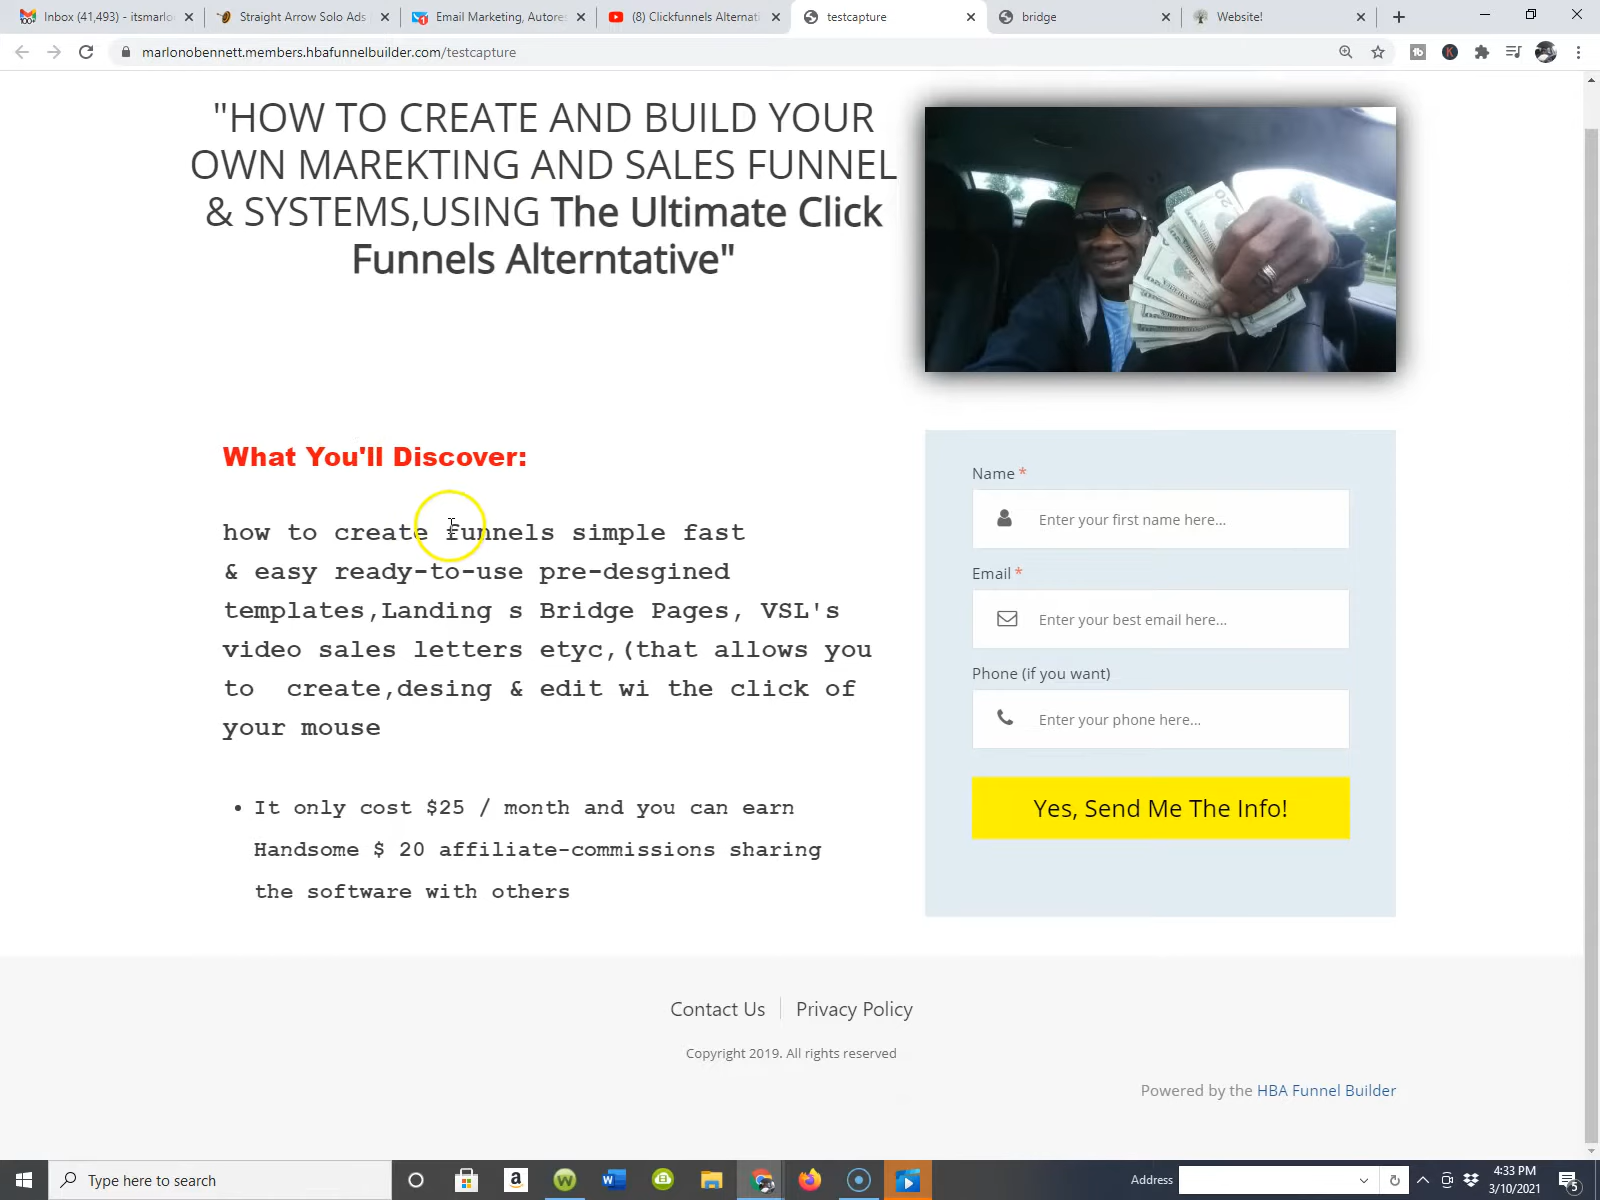 Inbox (41,493) - itsmarlo
Straight Arrow Solo Ads
Email Marketing, Autores
(8) Clickfunnels Alternati
testcapture
bridge
Website!
marlonobennett.members.hbafunnelbuilder.com/testcapture
"HOW TO CREATE AND BUILD YOUR
OWN MAREKTING AND SALES FUNNEL
& SYSTEMS,USING The Ultimate Click
Funnels Alterntative"
What You'll Discover:
how to create funnels simple fast
& easy ready-to-use pre-desgined
templates,Landing s Bridge Pages, VSL's
video sales letters etyc,(that allows you
to create,desing & edit wi the click of
your mouse
• It only cost $25 / month and you can earn
Handsome $ 20 affiliate-commissions sharing
the software with others
Name *
Enter your first name here...
Email *
Enter your best email here...
Phone (if you want)
Enter your phone here...
Yes, Send Me The Info!
Contact Us
Privacy Policy
Copyright 2019. All rights reserved
Powered by the HBA Funnel Builder
Type here to search
Address
4:33 PM
3/10/2021
5